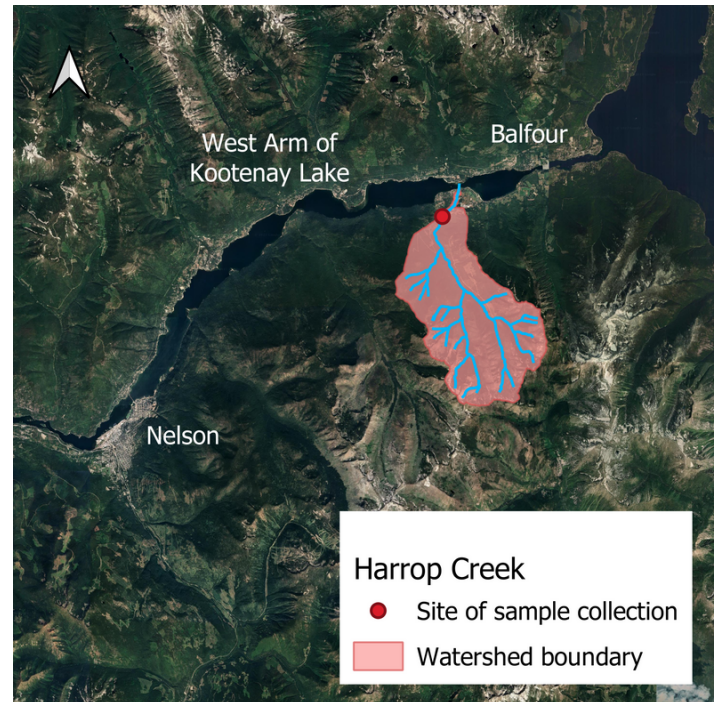 West Arm of
Kootenay Lake
Balfour
Nelson
Harrop Creek
Site of sample collection
Watershed boundary